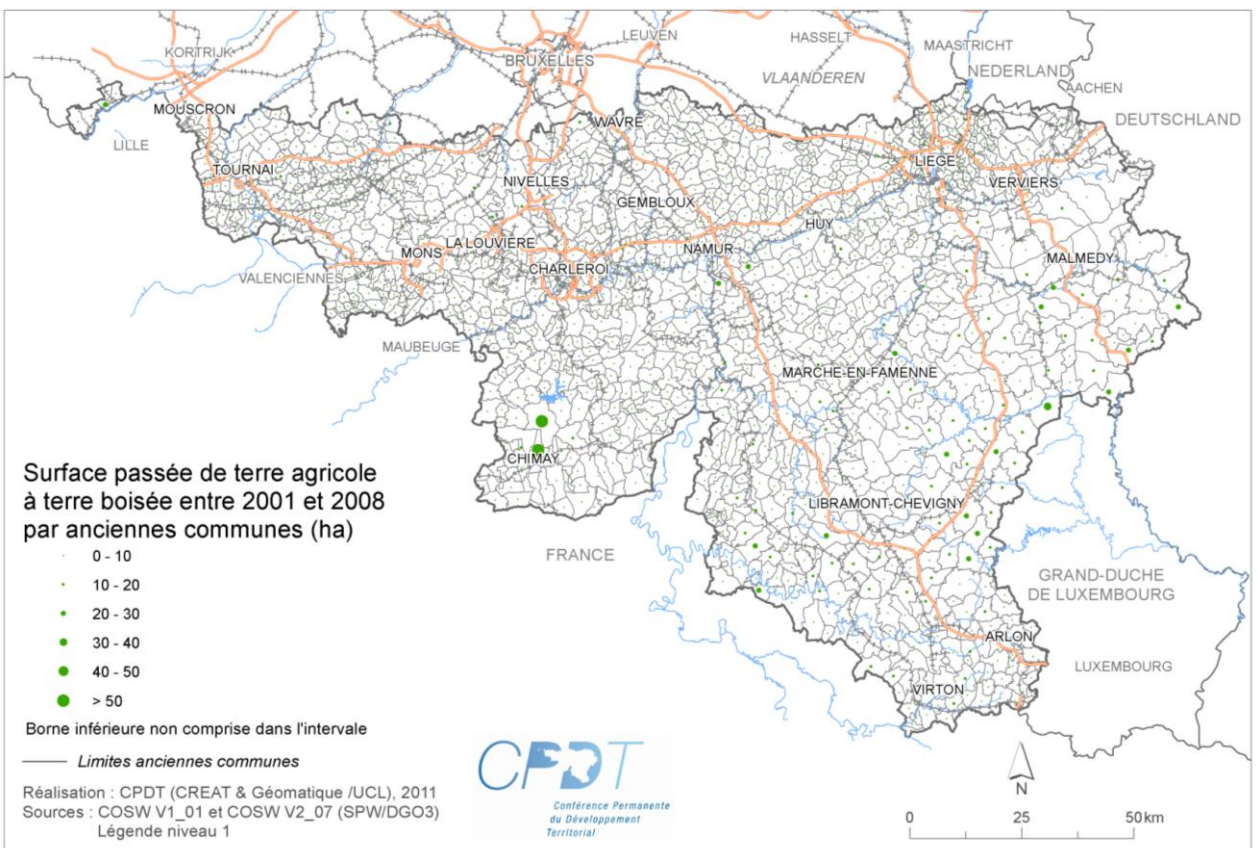 KORTRIJK
LEUVEN
HASSELT
MAASTRICHT
BRUXELLES
VLAANDEREN
NEDERLAND
AACHEN
MOUSCRON
WAVRE
DEUTSCHLAND
LILLE
TOURNAI
LIEGE
NIVELLES
VERVIERS
GEMBLOUX
HUY
LA LOUVIERE
MONS
NAMUR
MALMEDY
CHARLEROI
VALENCIENNES
MAUBEUGE
MARCHE-EN-FAMENNE
CHIMAY
LIBRAMONT-CHEVIGNY
FRANCE
GRAND-DUCHE
DE LUXEMBOURG
ARLON
LUXEMBOURG
VIRTON
Surface passée de terre agricole
à terre boisée entre 2001 et 2008
par anciennes communes (ha)
0 - 10
10 - 20
20 - 30
30 - 40
40 - 50
> 50
Borne inférieure non comprise dans l'intervale
Limites anciennes communes
Réalisation : CPDT (CREAT & Géomatique /UCL), 2011
Sources : COSW V1_01 et COSW V2_07 (SPW/DGO3)
Légende niveau 1
CPDT
Conférence Permanente
du Développement
Territorial
N
0 25 50 km